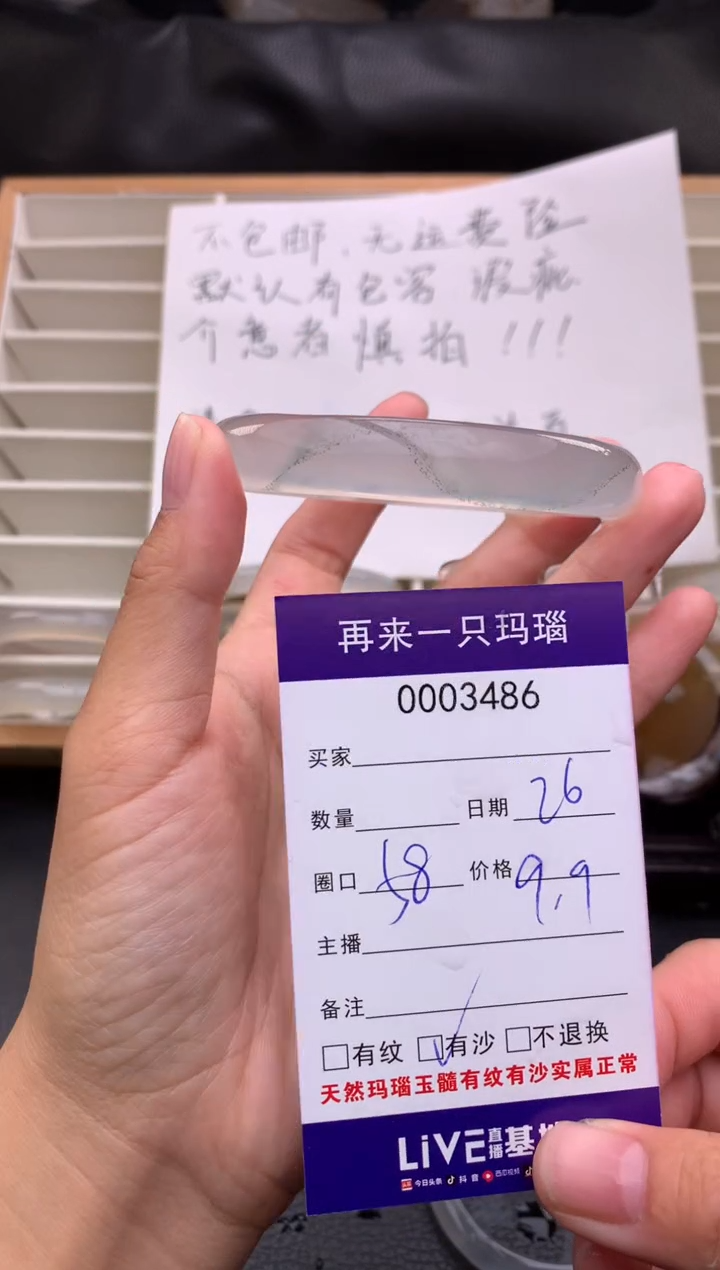 不包邮、无运费险
默认有包容 瑕疵
介意者慎拍!!!
再来一只玛瑙
0003486
买家
数量 日期 26
圈口 58 价格 9.9
主播
备注
□有纹 ☑有沙 □不退换
天然玛瑙玉髓有纹有沙实属正常
LiVE直播基
今日头条 抖音 西瓜视频